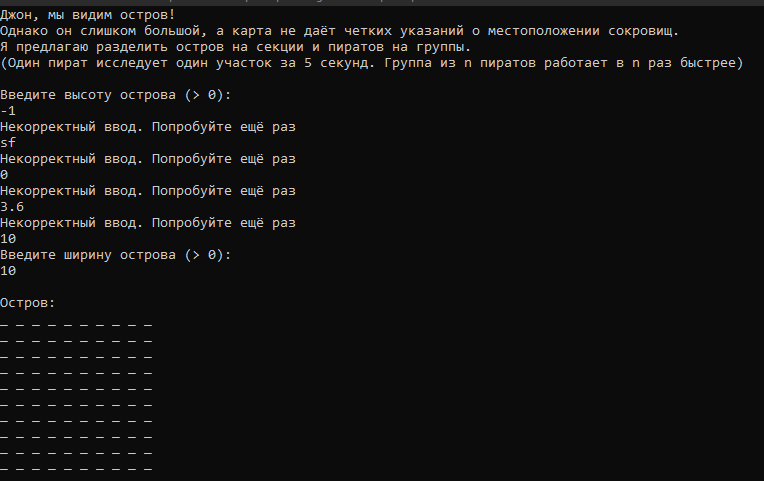 Джон, мы видим остров!
Однако он слишком большой, а карта не даёт четких указаний о местоположении сокровищ.
Я предлагаю разделить остров на секции и пиратов на группы.
(Один пират исследует один участок за 5 секунд. Группа из n пиратов работает в n раз быстрее)
Введите высоту острова (> 0):
-1
Некорректный ввод. Попробуйте ещё раз
sf
Некорректный ввод. Попробуйте ещё раз
0
Некорректный ввод. Попробуйте ещё раз
3.6
Некорректный ввод. Попробуйте ещё раз
10
Введите ширину острова (> 0):
10
Остров:
_ _ _ _ _ _ _ _ _ _
_ _ _ _ _ _ _ _ _ _
_ _ _ _ _ _ _ _ _ _
_ _ _ _ _ _ _ _ _ _
_ _ _ _ _ _ _ _ _ _
_ _ _ _ _ _ _ _ _ _
_ _ _ _ _ _ _ _ _ _
_ _ _ _ _ _ _ _ _ _
_ _ _ _ _ _ _ _ _ _
_ _ _ _ _ _ _ _ _ _